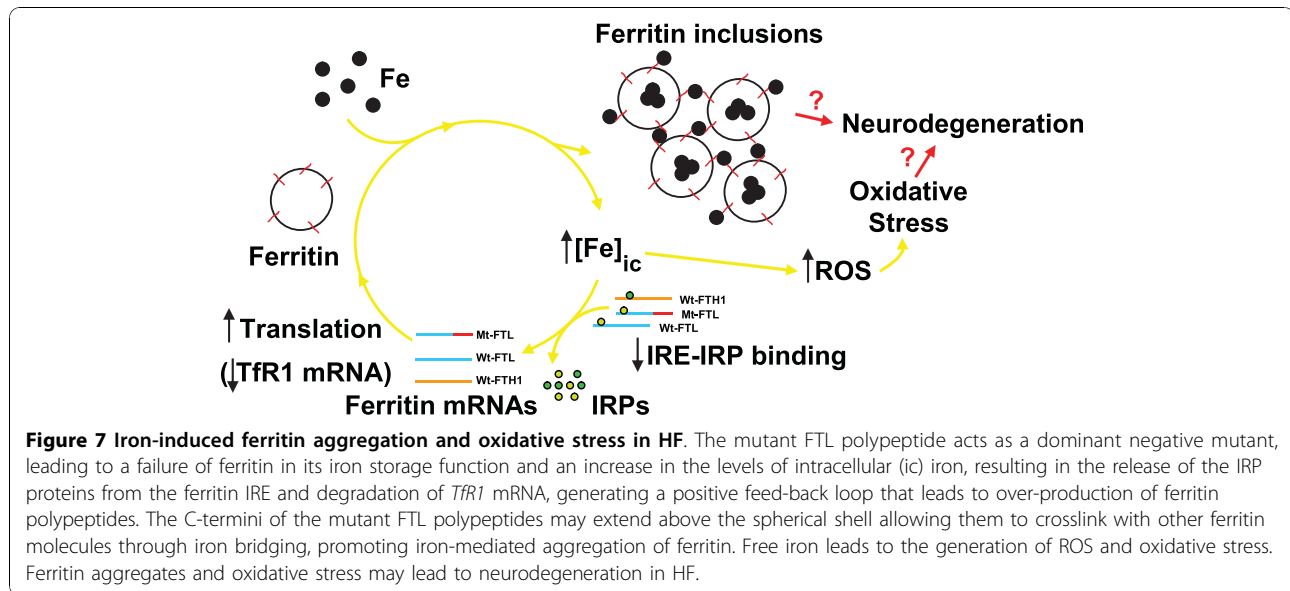 Ferritin inclusions
Fe
?
Neurodegeneration
?
Oxidative
Stress
Ferritin
↑[Fe]ic
↑ROS
Wt-FTH1
Mt-FTL
Wt-FTL
↑ Translation
Mt-FTL
↓IRE-IRP binding
Wt-FTL
(↓TfR1 mRNA)
Wt-FTH1
Ferritin mRNAs
IRPs
Figure 7 Iron-induced ferritin aggregation and oxidative stress in HF. The mutant FTL polypeptide acts as a dominant negative mutant,
leading to a failure of ferritin in its iron storage function and an increase in the levels of intracellular (ic) iron, resulting in the release of the IRP
proteins from the ferritin IRE and degradation of TfR1 mRNA, generating a positive feed-back loop that leads to over-production of ferritin
polypeptides. The C-termini of the mutant FTL polypeptides may extend above the spherical shell allowing them to crosslink with other ferritin
molecules through iron bridging, promoting iron-mediated aggregation of ferritin. Free iron leads to the generation of ROS and oxidative stress.
Ferritin aggregates and oxidative stress may lead to neurodegeneration in HF.